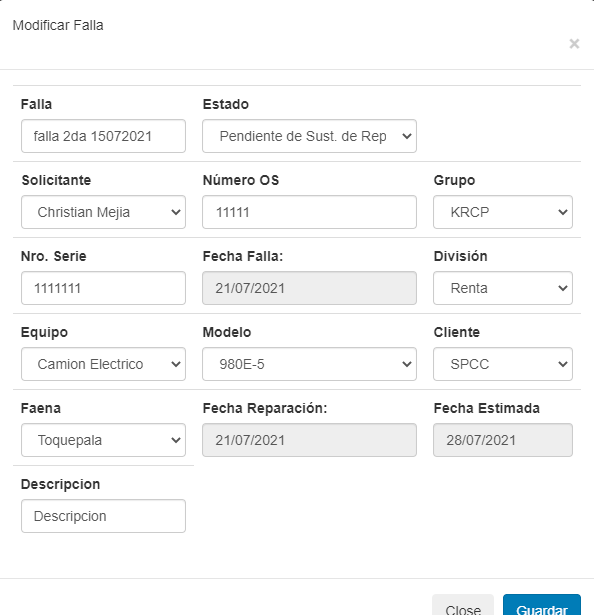 Modificar Falla
×
Falla Estado
falla 2da 15072021 Pendiente de Sust. de Rep
Solicitante Número OS Grupo
Christian Mejia 11111 KRCP
Nro. Serie Fecha Falla: División
1111111 21/07/2021 Renta
Equipo Modelo Cliente
Camion Electrico 980E-5 SPCC
Faena Fecha Reparación: Fecha Estimada
Toquepala 21/07/2021 28/07/2021
Descripcion
Descripcion
Close Guardar